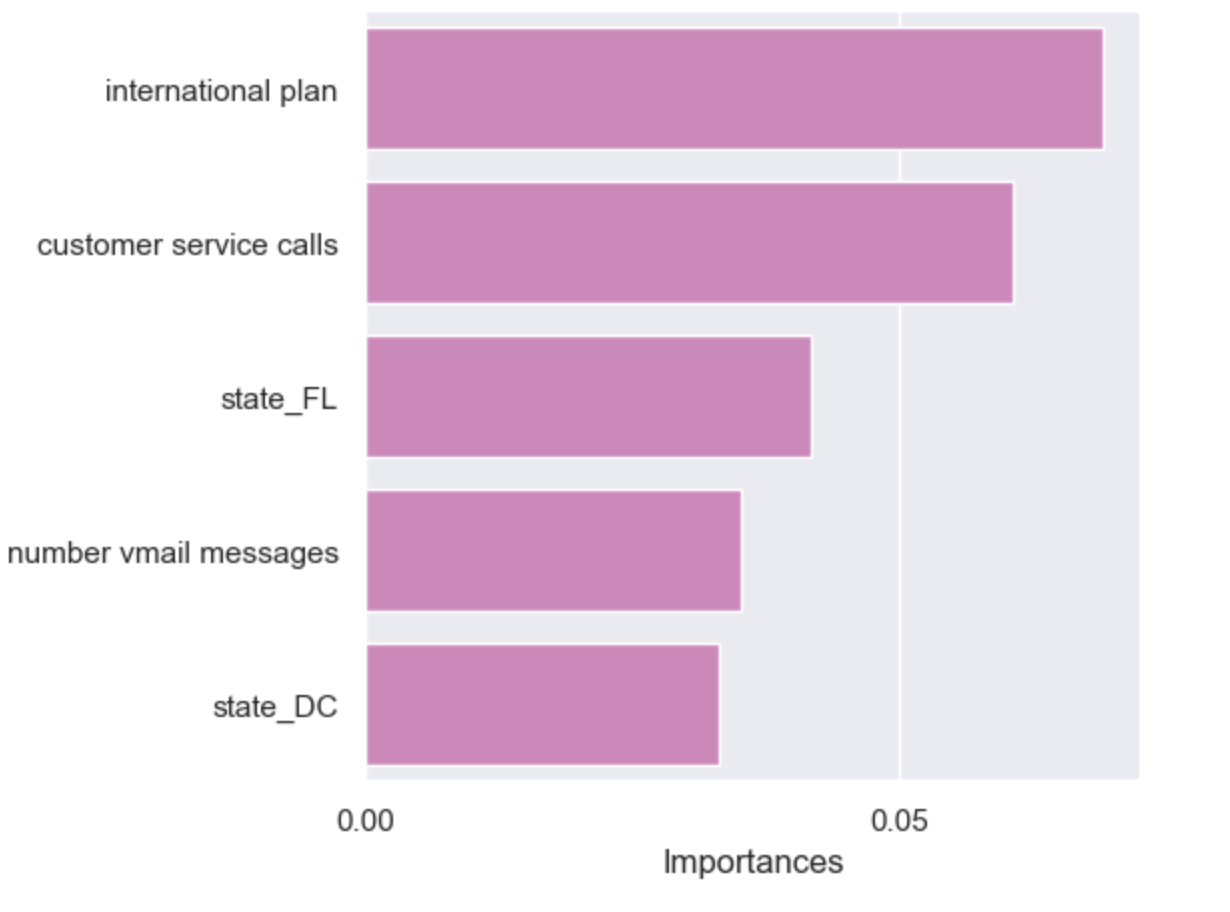 international plan
customer service calls
state_FL
number vmail messages
state_DC
0.00 0.05
Importances